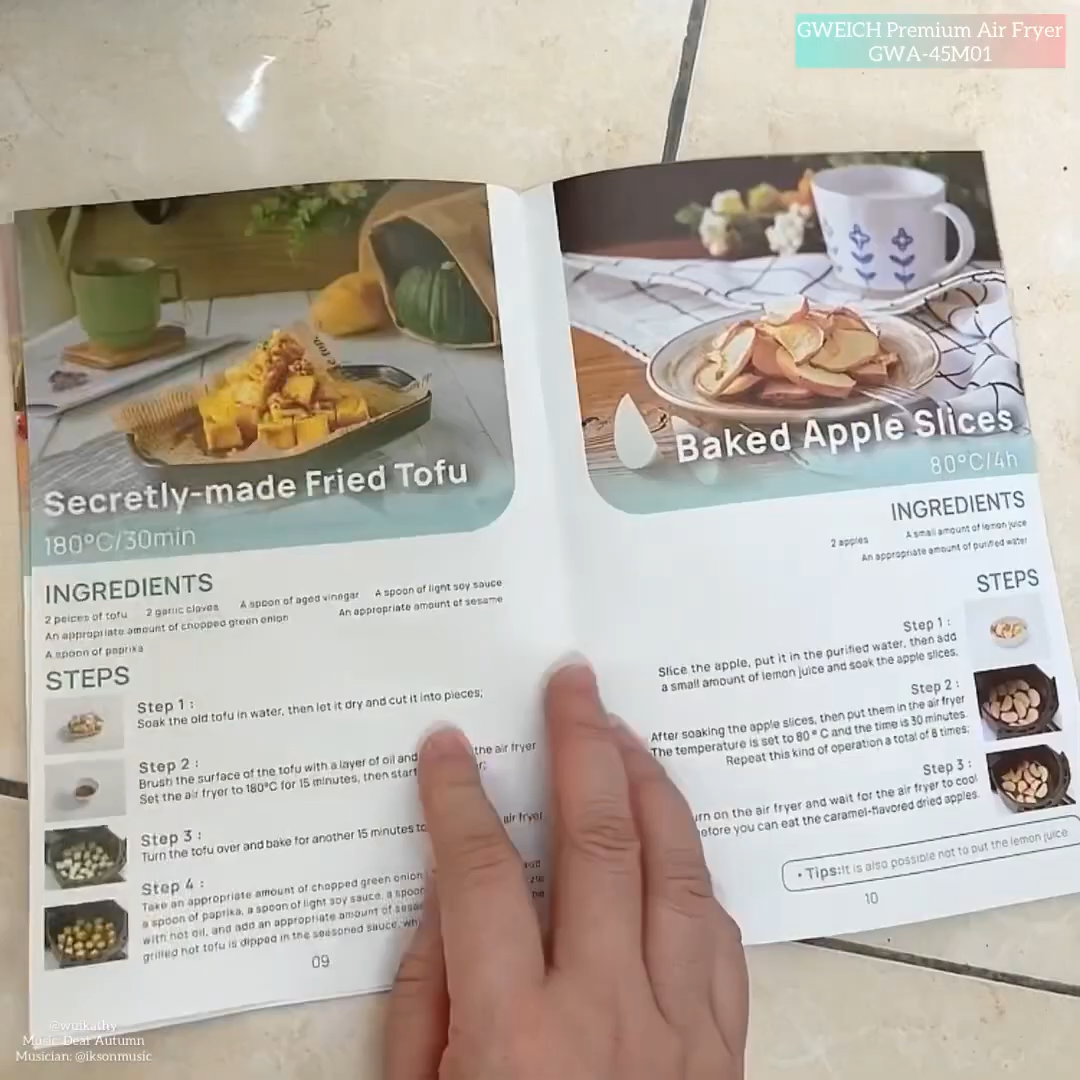 GWEICH Premium Air Fryer
GWA-45M01
Secretly-made Fried Tofu
180°C/30min
INGREDIENTS
2 peices of tofu 2 garlic claves A spoon of aged vinegar A spoon of light soy sauce
An appropriate amount of chopped green onion An appropriate amount of sesame
A spoon of paprika
STEPS
Step 1 :
Soak the old tofu in water, then let it dry and cut it into pieces;
Step 2 :
Brush the surface of the tofu with a layer of oil and the air fryer
Set the air fryer to 180°C for 15 minutes, then start
Step 3 :
Turn the tofu over and bake for another 15 minutes air fryer
Step 4 :
Take an appropriate amount of chopped green onion
a spoon of paprika, a spoon of light soy sauce, a spoon
with hot oil, and add an appropriate amount of
grilled hot tofu is dipped in the seasoned sauce,
09
Baked Apple Slices
80°C/4h
INGREDIENTS
2 apples A small amount of lemon juice
An appropriate amount of purified water
STEPS
Step 1 :
Slice the apple, put it in the purified water, then add
a small amount of lemon juice and soak the apple slices.
Step 2 :
After soaking the apple slices, then put them in the air fryer
The temperature is set to 80° C and the time is 30 minutes.
Repeat this kind of operation a total of 8 times;
Step 3 :
on the air fryer and wait for the air fryer to cool
before you can eat the caramel-flavored dried apples.
• Tips:It is also possible not to put the lemon juice
10
@wutkathy
Music: Dear Autumn
Musician: @iksonmusic